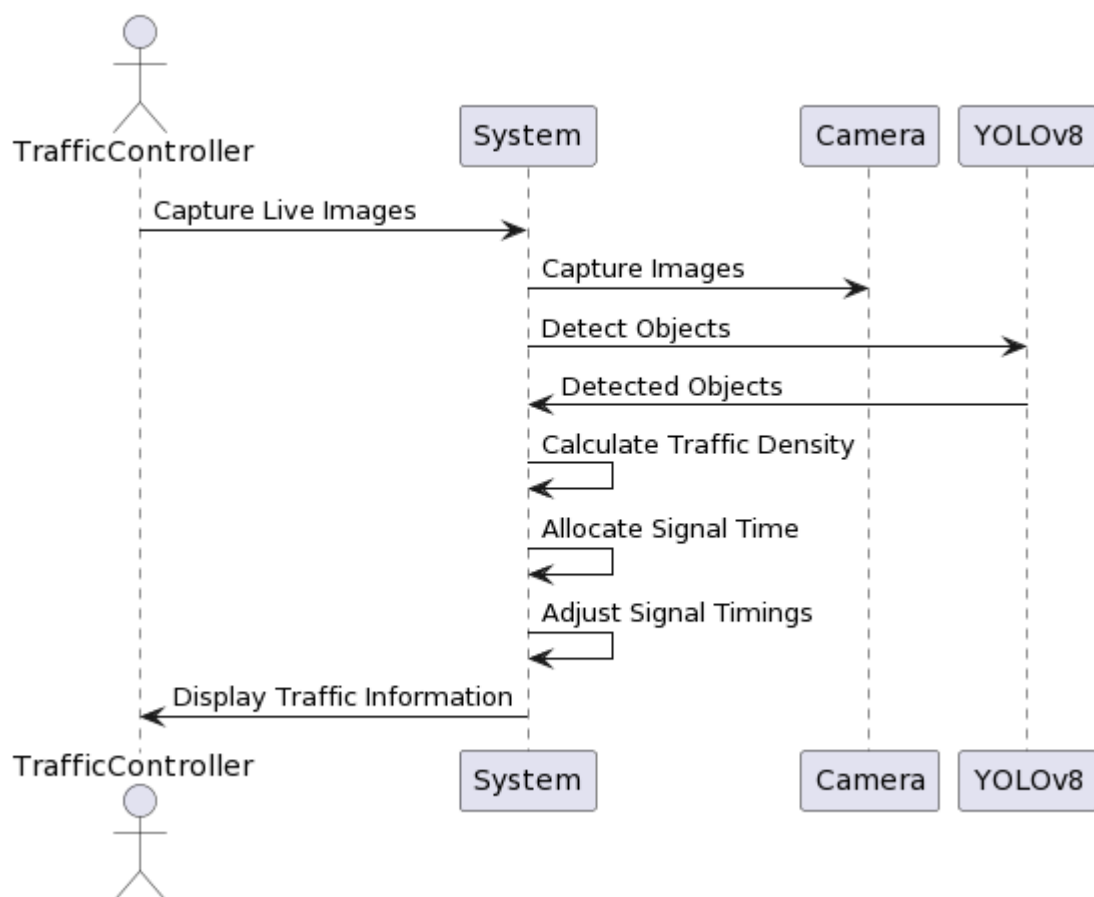 TrafficController
System
Camera
YOLOv8
Capture Live Images
Capture Images
Detect Objects
Detected Objects
Calculate Traffic Density
Allocate Signal Time
Adjust Signal Timings
Display Traffic Information
TrafficController
System
Camera
YOLOv8